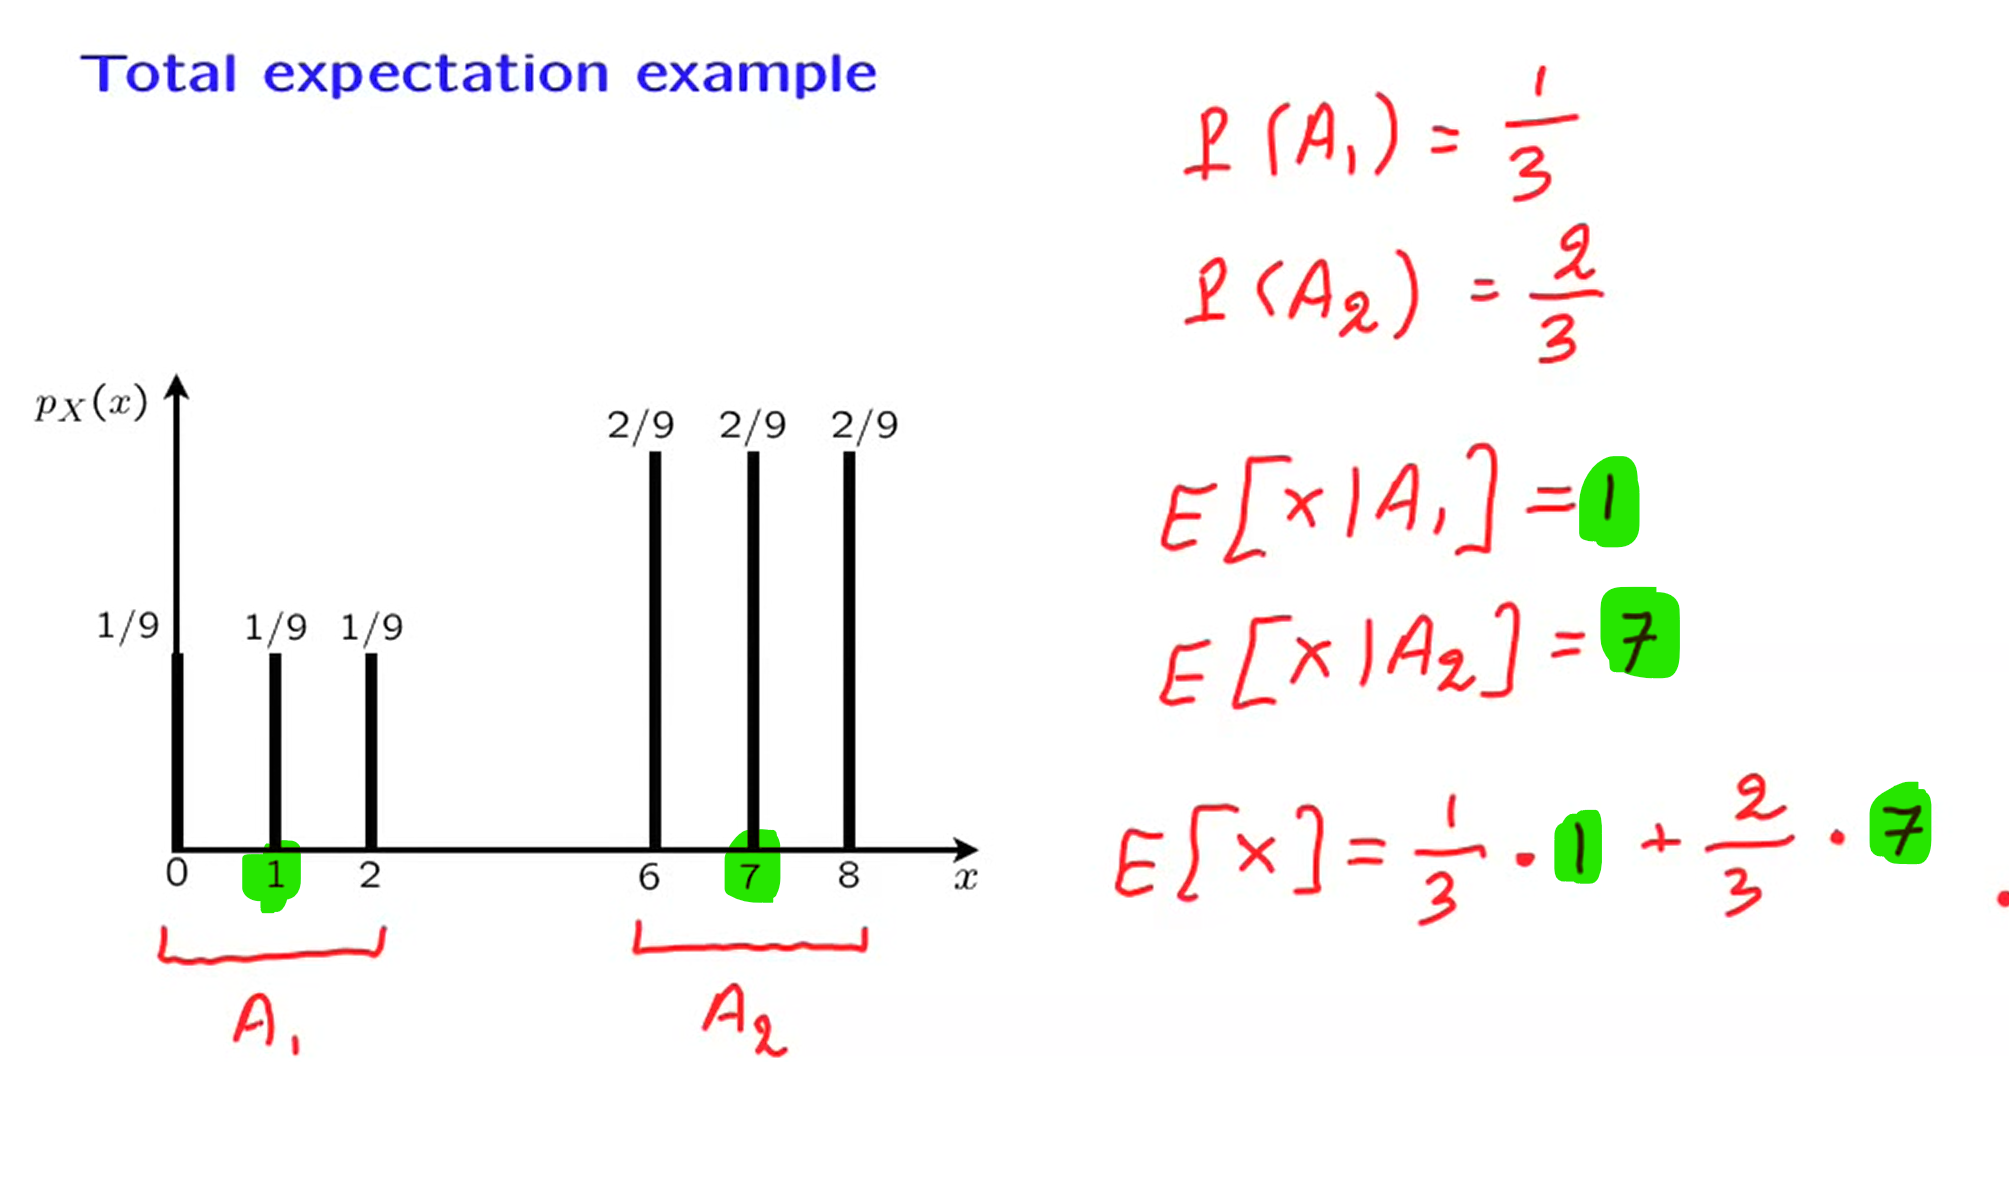 Total expectation example
P(A₁) = 1/3
P(A₂) = 2/3
p_X(x)
2/9 2/9 2/9
E[X|A₁] = 1
1/9 1/9 1/9
E[X|A₂] = 7
E[X] = 1/3 · 1 + 2/3 · 7 .
0 1 2 6 7 8 x
A₁ A₂